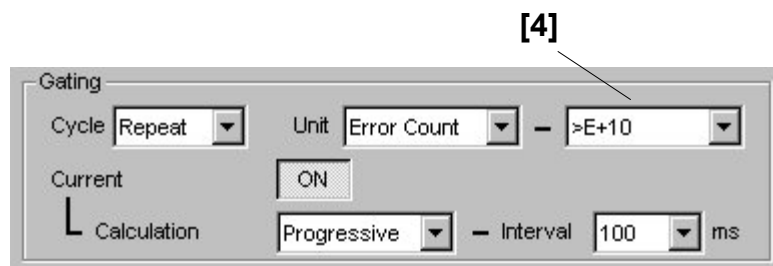 [4]
Gating
Cycle Repeat Unit Error Count – >E+10
Current ON
Calculation Progressive – Interval 100 ms